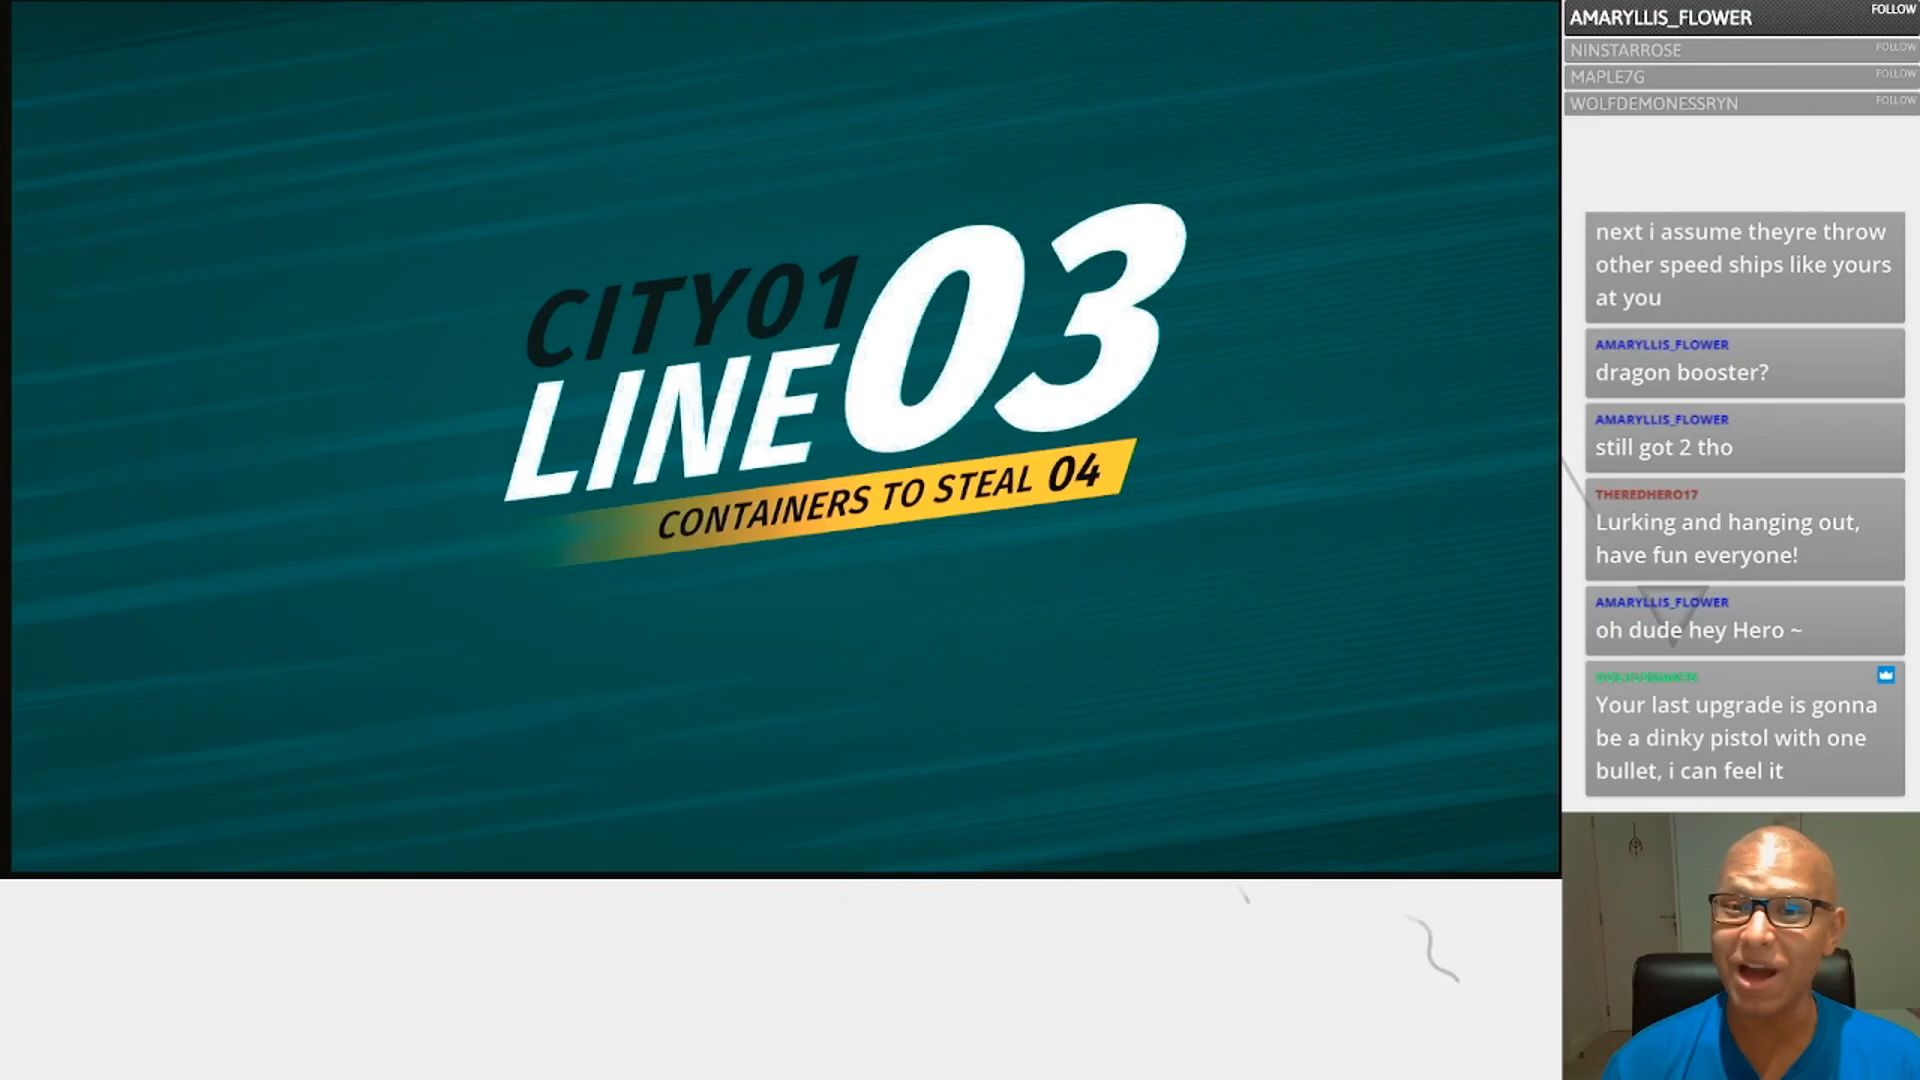 CITY01
LINE 03
CONTAINERS TO STEAL 04
AMARYLLIS_FLOWER FOLLOW
NINSTARROSE FOLLOW
MAPLE7G FOLLOW
WOLFDEMONESSRYN FOLLOW
next i assume theyre throw
other speed ships like yours
at you
AMARYLLIS_FLOWER
dragon booster?
AMARYLLIS_FLOWER
still got 2 tho
THEREDHERO17
Lurking and hanging out,
have fun everyone!
AMARYLLIS_FLOWER
oh dude hey Hero ~
Your last upgrade is gonna
be a dinky pistol with one
bullet, i can feel it